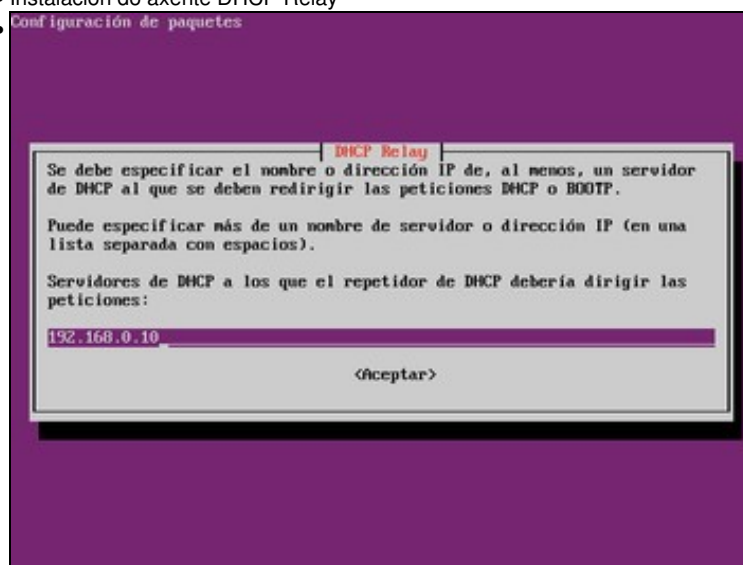 Instalación do axente DHCP Relay
Configuración de paquetes
DHCP Relay
Se debe especificar el nombre o dirección IP de, al menos, un servidor
de DHCP al que se deben redirigir las peticiones DHCP o BOOTP.
Puede especificar más de un nombre de servidor o dirección IP (en una
lista separada con espacios).
Servidores de DHCP a los que el repetidor de DHCP debería dirigir las
peticiones:
192.168.0.10
<Aceptar>